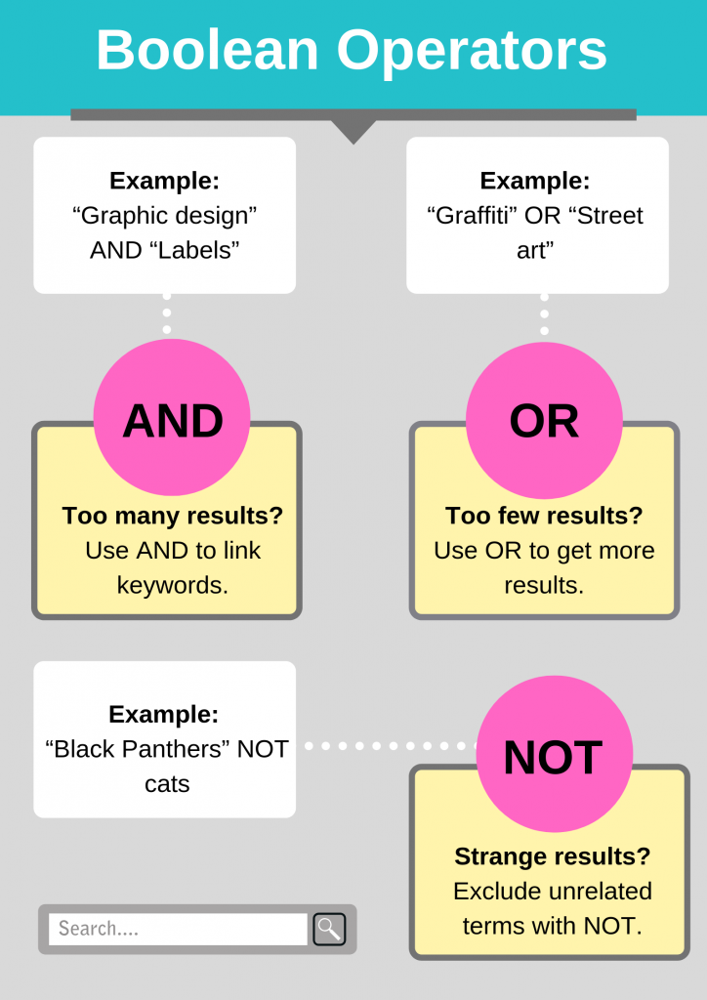 Boolean Operators
Example:
“Graphic design”
AND “Labels”
Example:
“Graffiti” OR “Street
art”
AND
Too many results?
Use AND to link
keywords.
OR
Too few results?
Use OR to get more
results.
Example:
“Black Panthers” NOT
cats
NOT
Strange results?
Exclude unrelated
terms with NOT.
Search....